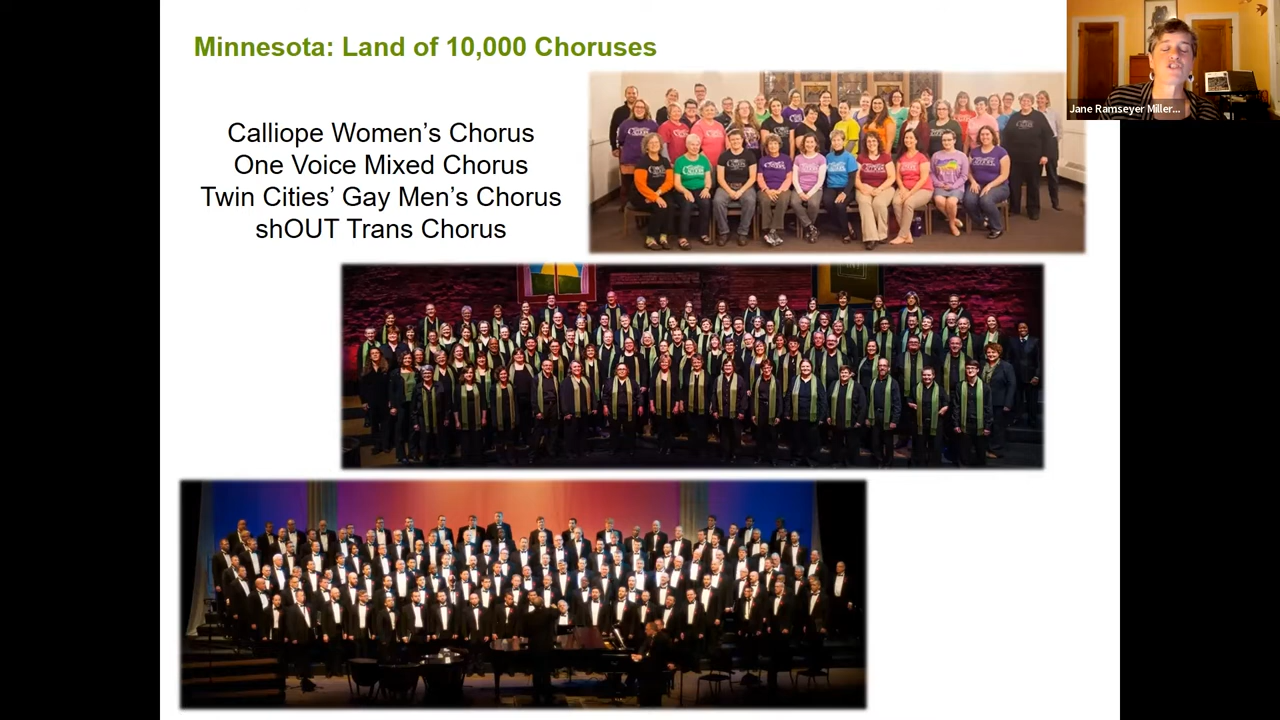 Minnesota: Land of 10,000 Choruses
Jane Ramseyer Miller...
Calliope Women's Chorus
One Voice Mixed Chorus
Twin Cities' Gay Men's Chorus
shOUT Trans Chorus